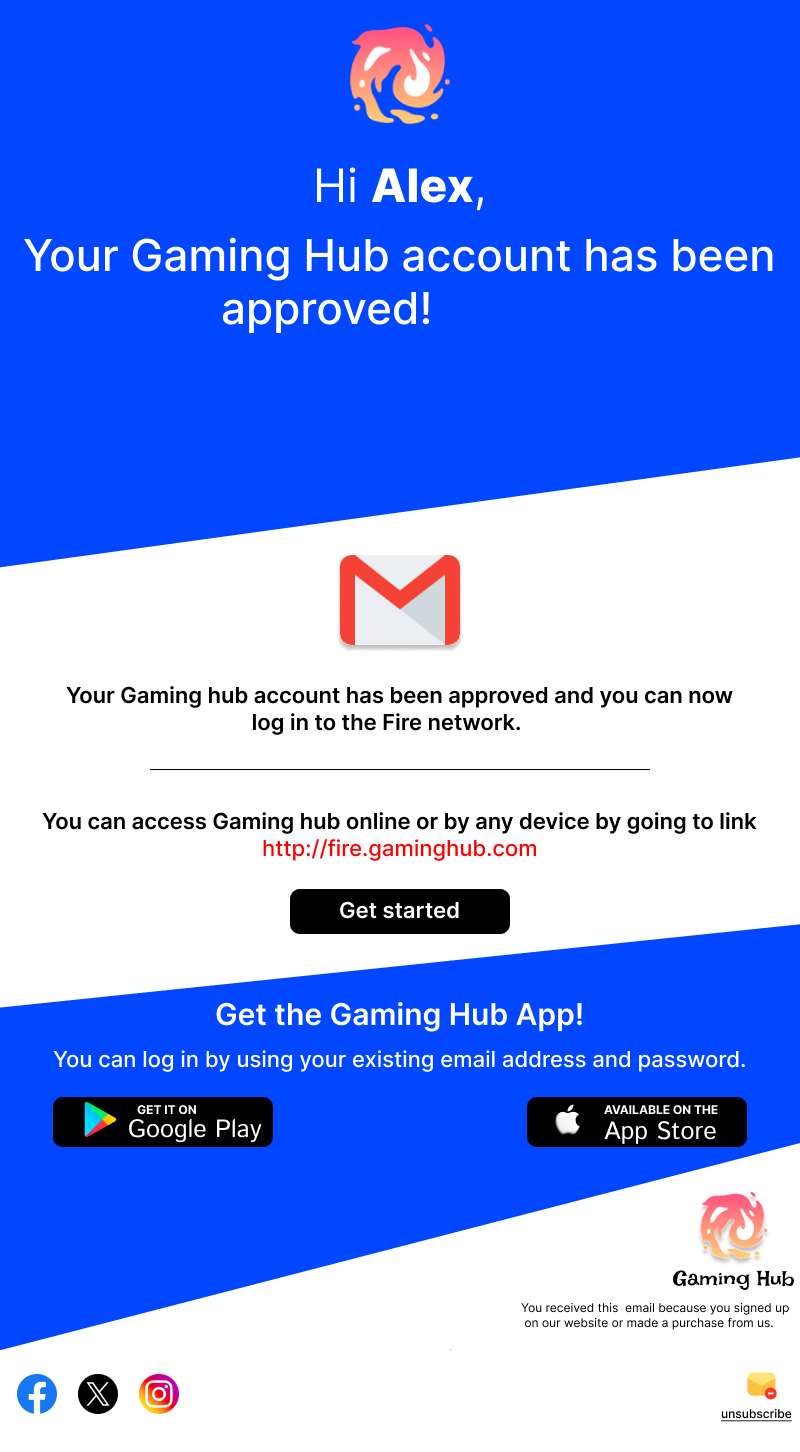 Hi Alex,
Your Gaming Hub account has been
approved!
Your Gaming hub account has been approved and you can now
log in to the Fire network.
You can access Gaming hub online or by any device by going to link
http://fire.gaminghub.com
Get started
Get the Gaming Hub App!
You can log in by using your existing email address and password.
GET IT ON
Google Play
AVAILABLE ON THE
App Store
Gaming Hub
You received this email because you signed up
on our website or made a purchase from us.
unsubscribe